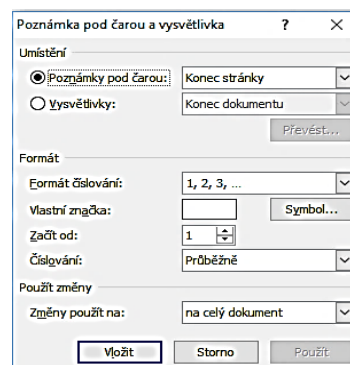 Poznámka pod čarou a vysvětlivka ? ×
Umístění
Poznámky pod čarou: Konec stránky
Vysvětlivky: Konec dokumentu
Převést...
Formát
Formát číslování: 1, 2, 3, ...
Vlastní značka: Symbol...
Začít od: 1
Číslování: Průběžně
Použít změny
Změny použít na: na celý dokument
Vložit Storno Použít